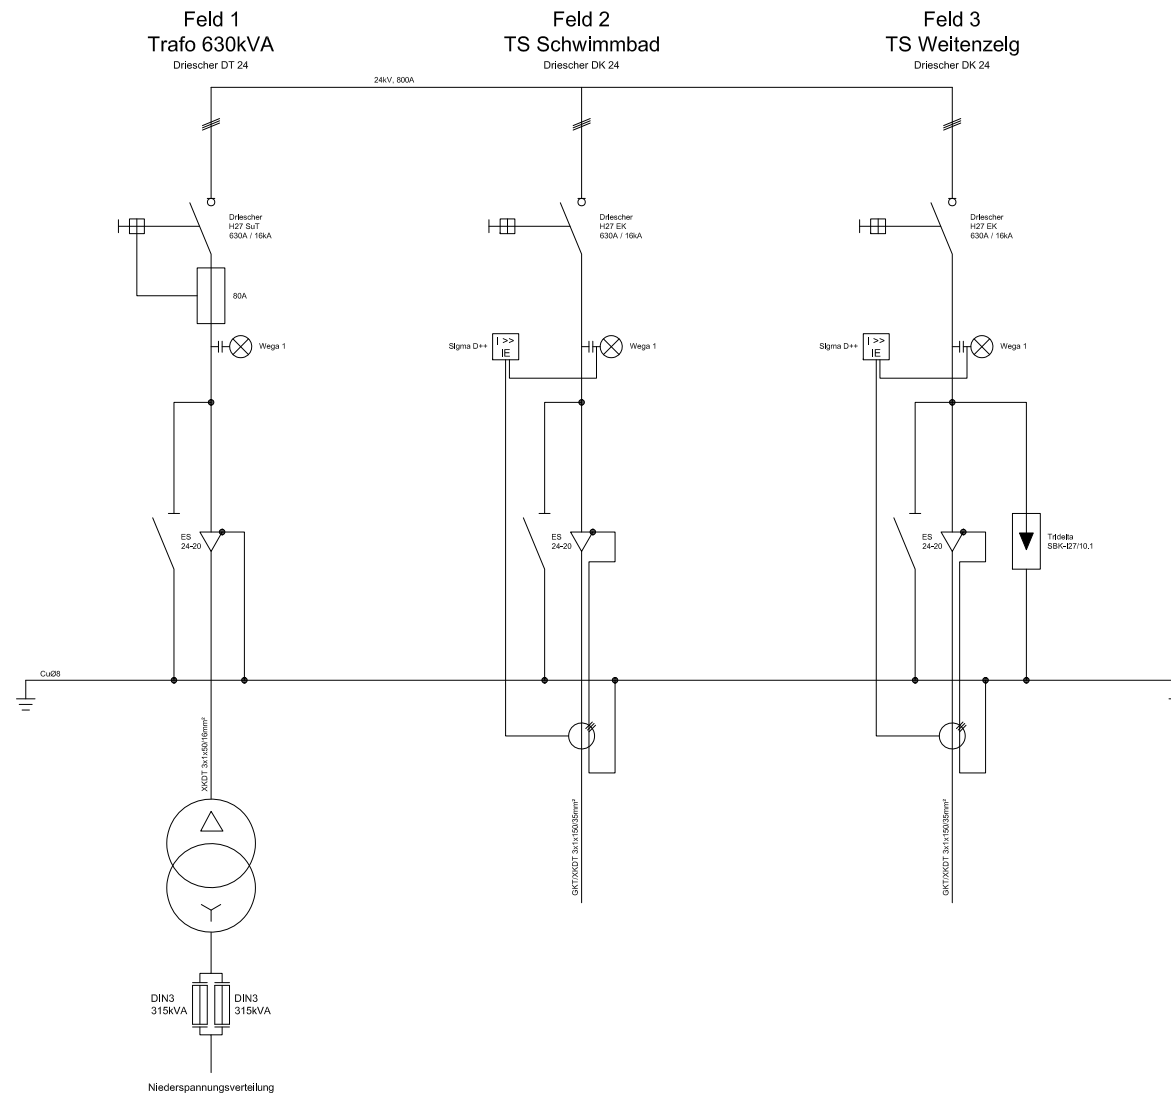 Feld 1
Trafo 630kVA
Driescher DT 24
Feld 2
TS Schwimmbad
Driescher DK 24
Feld 3
TS Weitenzelg
Driescher DK 24
24kV, 800A
Driescher
H27 SuT
630A / 16kA
Driescher
H27 EK
630A / 16kA
Driescher
H27 EK
630A / 16kA
80A
Wega 1
Sigma D++
I >>
IE
Wega 1
Sigma D++
I >>
IE
Wega 1
ES
24-20
ES
24-20
ES
24-20
Tridelta
SBK-I27/10.1
CuØ8
XKDT 3x1x50/16mm²
GKT/XKDT 3x1x150/35mm²
GKT/XKDT 3x1x150/35mm²
DIN3
315kVA
DIN3
315kVA
Niederspannungsverteilung